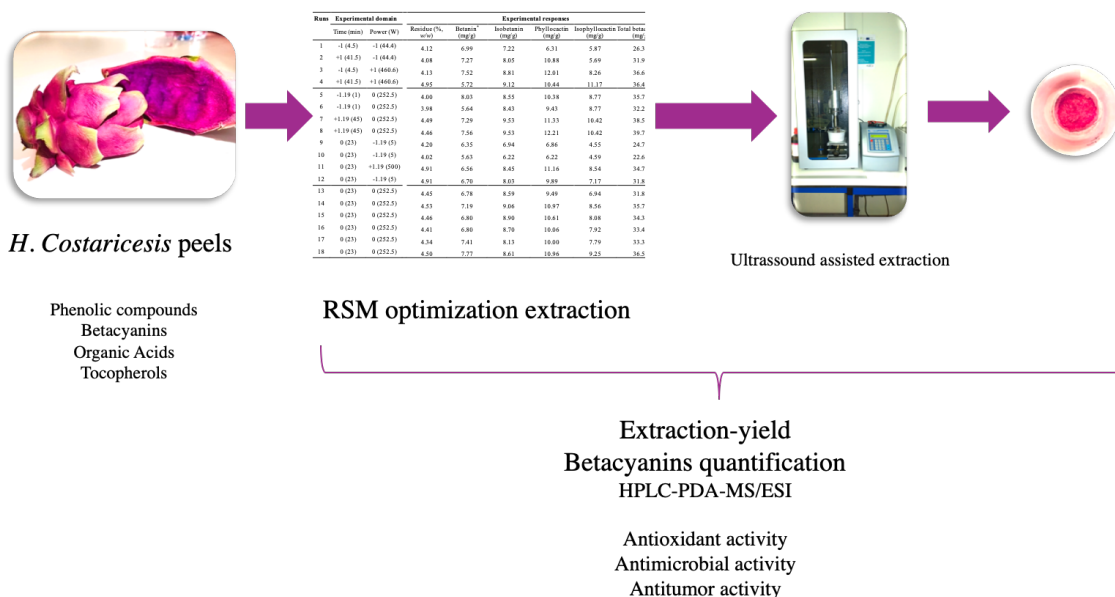 Runs Experimental domain Experimental responses
Time (min) Power (W) Residue (%, w/w) Betanin* (mg/g) Isobetanin (mg/g) Phyllocactin (mg/g) Isophyllocactin (mg/g) Total beta (mg/
1 -1 (4.5) -1 (44.4) 4.12 6.99 7.22 6.31 5.87 26.3
2 +1 (41.5) -1 (44.4) 4.08 7.27 8.05 10.88 5.69 31.9
3 -1 (4.5) +1 (460.6) 4.13 7.52 8.81 12.01 8.26 36.6
4 +1 (41.5) +1 (460.6) 4.95 5.72 9.12 10.44 11.17 36.4
5 -1.19 (1) 0 (252.5) 4.00 8.03 8.55 10.38 8.77 35.7
6 -1.19 (1) 0 (252.5) 3.98 5.64 8.43 9.43 8.77 32.2
7 +1.19 (45) 0 (252.5) 4.49 7.29 9.53 11.33 10.42 38.5
8 +1.19 (45) 0 (252.5) 4.46 7.56 9.53 12.21 10.42 39.7
9 0 (23) -1.19 (5) 4.20 6.35 6.94 6.86 4.55 24.7
10 0 (23) -1.19 (5) 4.02 5.63 6.22 6.22 4.59 22.6
11 0 (23) +1.19 (500) 4.91 6.56 8.45 11.16 8.54 34.7
12 0 (23) -1.19 (5) 4.91 6.70 8.03 9.89 7.17 31.8
13 0 (23) 0 (252.5) 4.45 6.78 8.59 9.49 6.94 31.8
14 0 (23) 0 (252.5) 4.53 7.19 9.06 10.97 8.56 35.7
15 0 (23) 0 (252.5) 4.46 6.80 8.90 10.61 8.08 34.3
16 0 (23) 0 (252.5) 4.41 6.80 8.70 10.06 7.92 33.4
17 0 (23) 0 (252.5) 4.34 7.41 8.13 10.00 7.79 33.3
18 0 (23) 0 (252.5) 4.50 7.77 8.61 10.96 9.25 36.5
H. Costaricesis peels
Phenolic compounds
Betacyanins
Organic Acids
Tocopherols
RSM optimization extraction
Ultrassound assisted extraction
Extraction-yield
Betacyanins quantification
HPLC-PDA-MS/ESI
Antioxidant activity
Antimicrobial activity
Antitumor activity